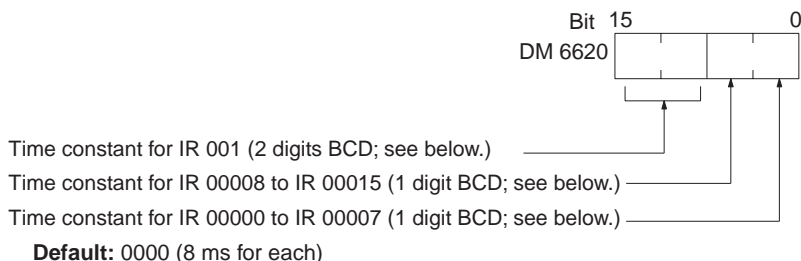 Bit 15 0
DM 6620
Time constant for IR 001 (2 digits BCD; see below.)
Time constant for IR 00008 to IR 00015 (1 digit BCD; see below.)
Time constant for IR 00000 to IR 00007 (1 digit BCD; see below.)
Default: 0000 (8 ms for each)